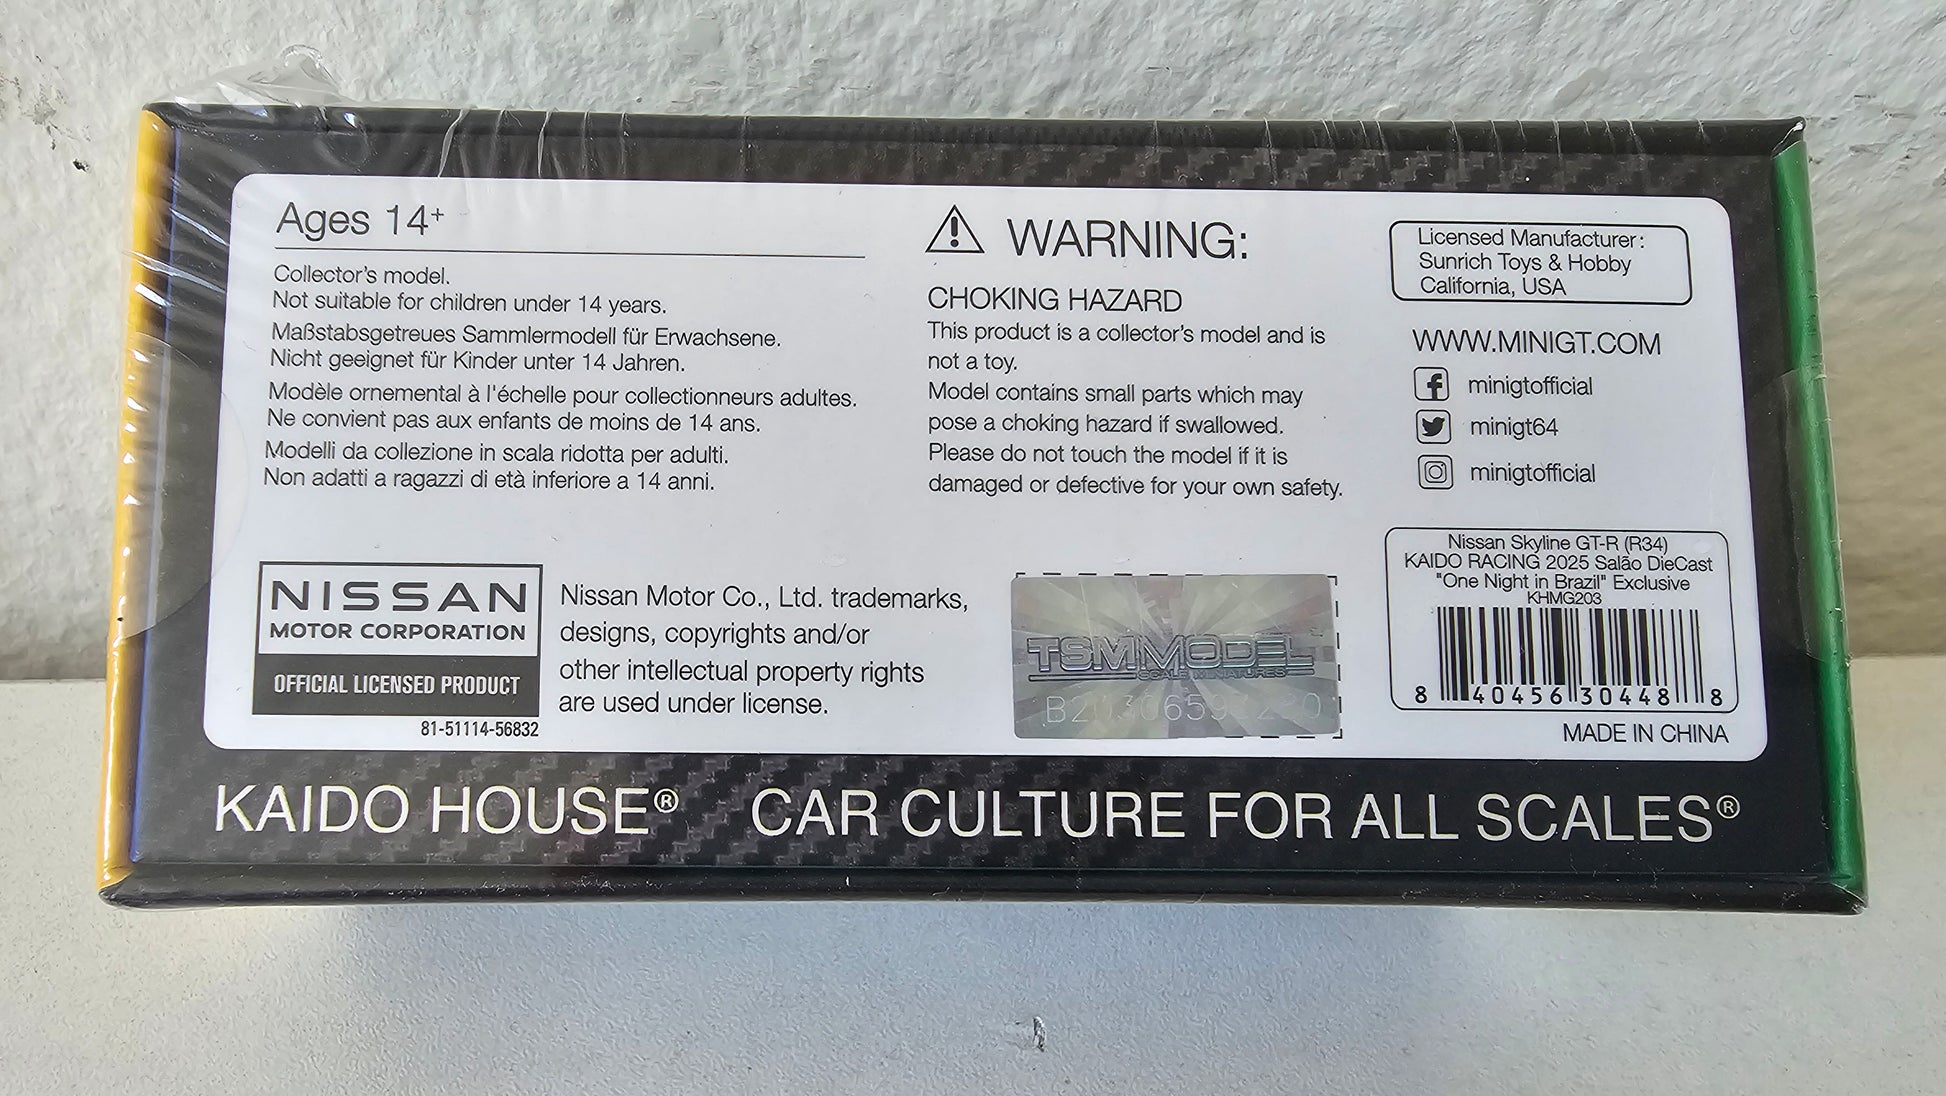 Ages 14+
Collector's model.
Not suitable for children under 14 years.
Maßstabsgetreues Sammlermodell für Erwachsene.
Nicht geeignet für Kinder unter 14 Jahren.
Modèle ornemental à l'échelle pour collectionneurs adultes.
Ne convient pas aux enfants de moins de 14 ans.
Modelli da collezione in scala ridotta per adulti.
Non adatti a ragazzi di età inferiore a 14 anni.
WARNING:
CHOKING HAZARD
This product is a collector's model and is
not a toy.
Model contains small parts which may
pose a choking hazard if swallowed.
Please do not touch the model if it is
damaged or defective for your own safety.
Licensed Manufacturer:
Sunrich Toys & Hobby
California, USA
WWW.MINIGT.COM
minigtofficial
minigt64
minigtofficial
NISSAN
MOTOR CORPORATION
OFFICIAL LICENSED PRODUCT
81-51114-56832
Nissan Motor Co., Ltd. trademarks,
designs, copyrights and/or
other intellectual property rights
are used under license.
TSMMODEL
SCALE MINIATURES
Nissan Skyline GT-R (R34)
KAIDO RACING 2025 Salão DieCast
"One Night in Brazil" Exclusive
KHMG203
8 40456 30448 8
MADE IN CHINA
KAIDO HOUSE® CAR CULTURE FOR ALL SCALES®